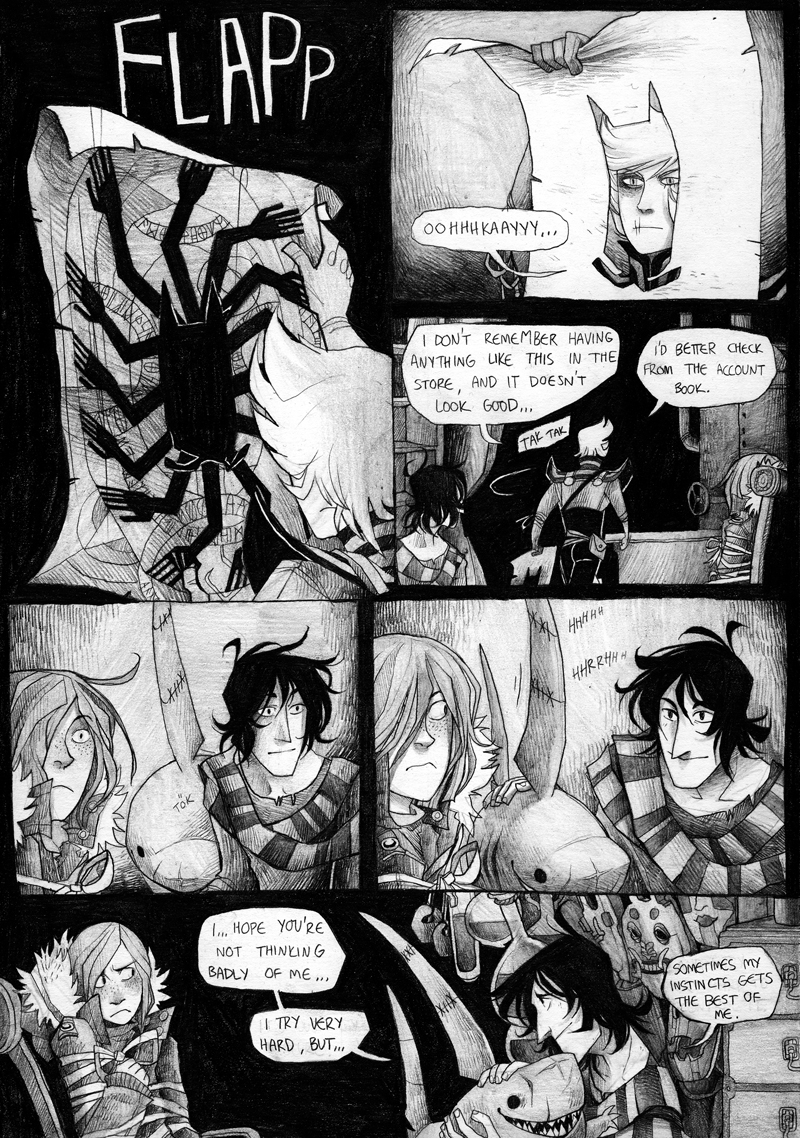 FLAPP
OOHHHKAAYYY...
I DON'T REMEMBER HAVING
ANYTHING LIKE THIS IN THE
STORE, AND IT DOESN'T
LOOK GOOD...
I'D BETTER CHECK
FROM THE ACCOUNT
BOOK.
TAK TAK
TÖK
HHHHH
HHRRHHH
I... HOPE YOU'RE
NOT THINKING
BADLY OF ME...
I TRY VERY
HARD, BUT...
SOMETIMES MY
INSTINCTS GETS
THE BEST OF
ME.